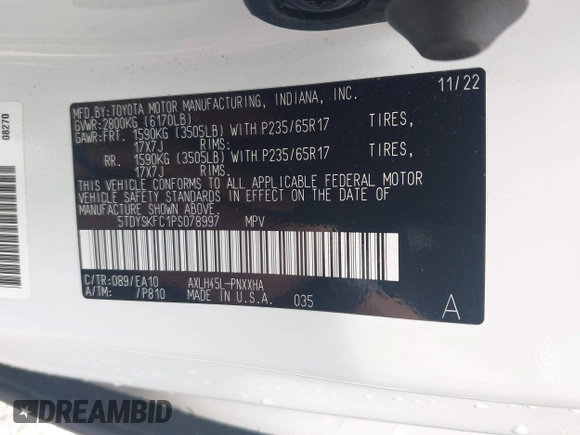 MFD.BY:TOYOTA MOTOR MANUFACTURING, INDIANA, INC. 11/22
GVWR:2800KG (6170LB)
GAWR:FRT. 1590KG (3505LB) WITH P235/65R17 TIRES,
17X7J RIMS:
RR. 1590KG (3505LB) WITH P235/65R17 TIRES,
17X7J RIMS:
THIS VEHICLE CONFORMS TO ALL APPLICABLE FEDERAL MOTOR
VEHICLE SAFETY STANDARDS IN EFFECT ON THE DATE OF
MANUFACTURE SHOWN ABOVE.
5TDYSKFC1PS078997 MPV
C/TR:089/EA10 AXLH45L-PNXXHA
A/TM: /P810 MADE IN U.S.A. 035
A
08270
DREAMBID